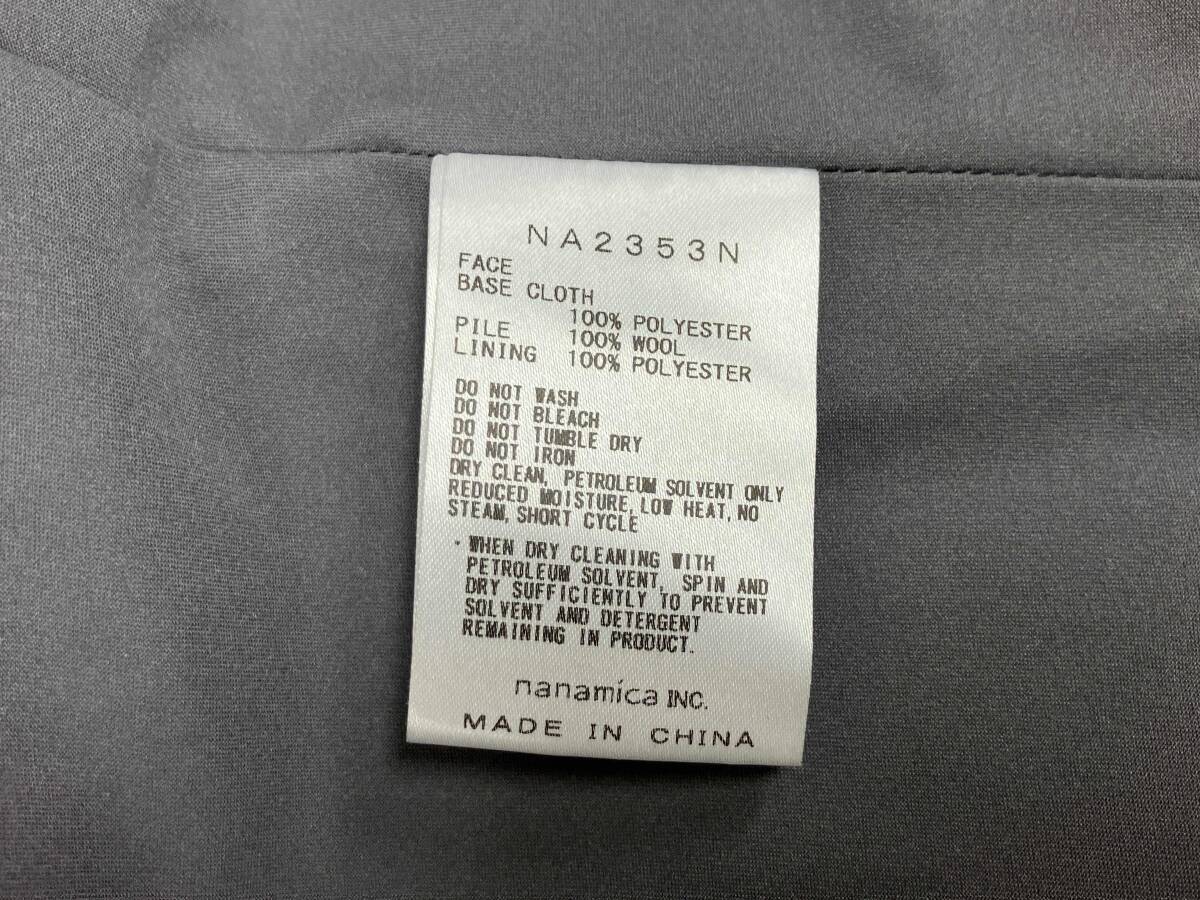 NA2353N
FACE
BASE CLOTH
100% POLYESTER
PILE 100% WOOL
LINING 100% POLYESTER
DO NOT WASH
DO NOT BLEACH
DO NOT TUMBLE DRY
DO NOT IRON
DRY CLEAN, PETROLEUM SOLVENT ONLY
REDUCED MOISTURE, LOW HEAT, NO
STEAM, SHORT CYCLE
・WHEN DRY CLEANING WITH
PETROLEUM SOLVENT, SPIN AND
DRY SUFFICIENTLY TO PREVENT
SOLVENT AND DETERGENT
REMAINING IN PRODUCT.
nanamica INC.
MADE IN CHINA